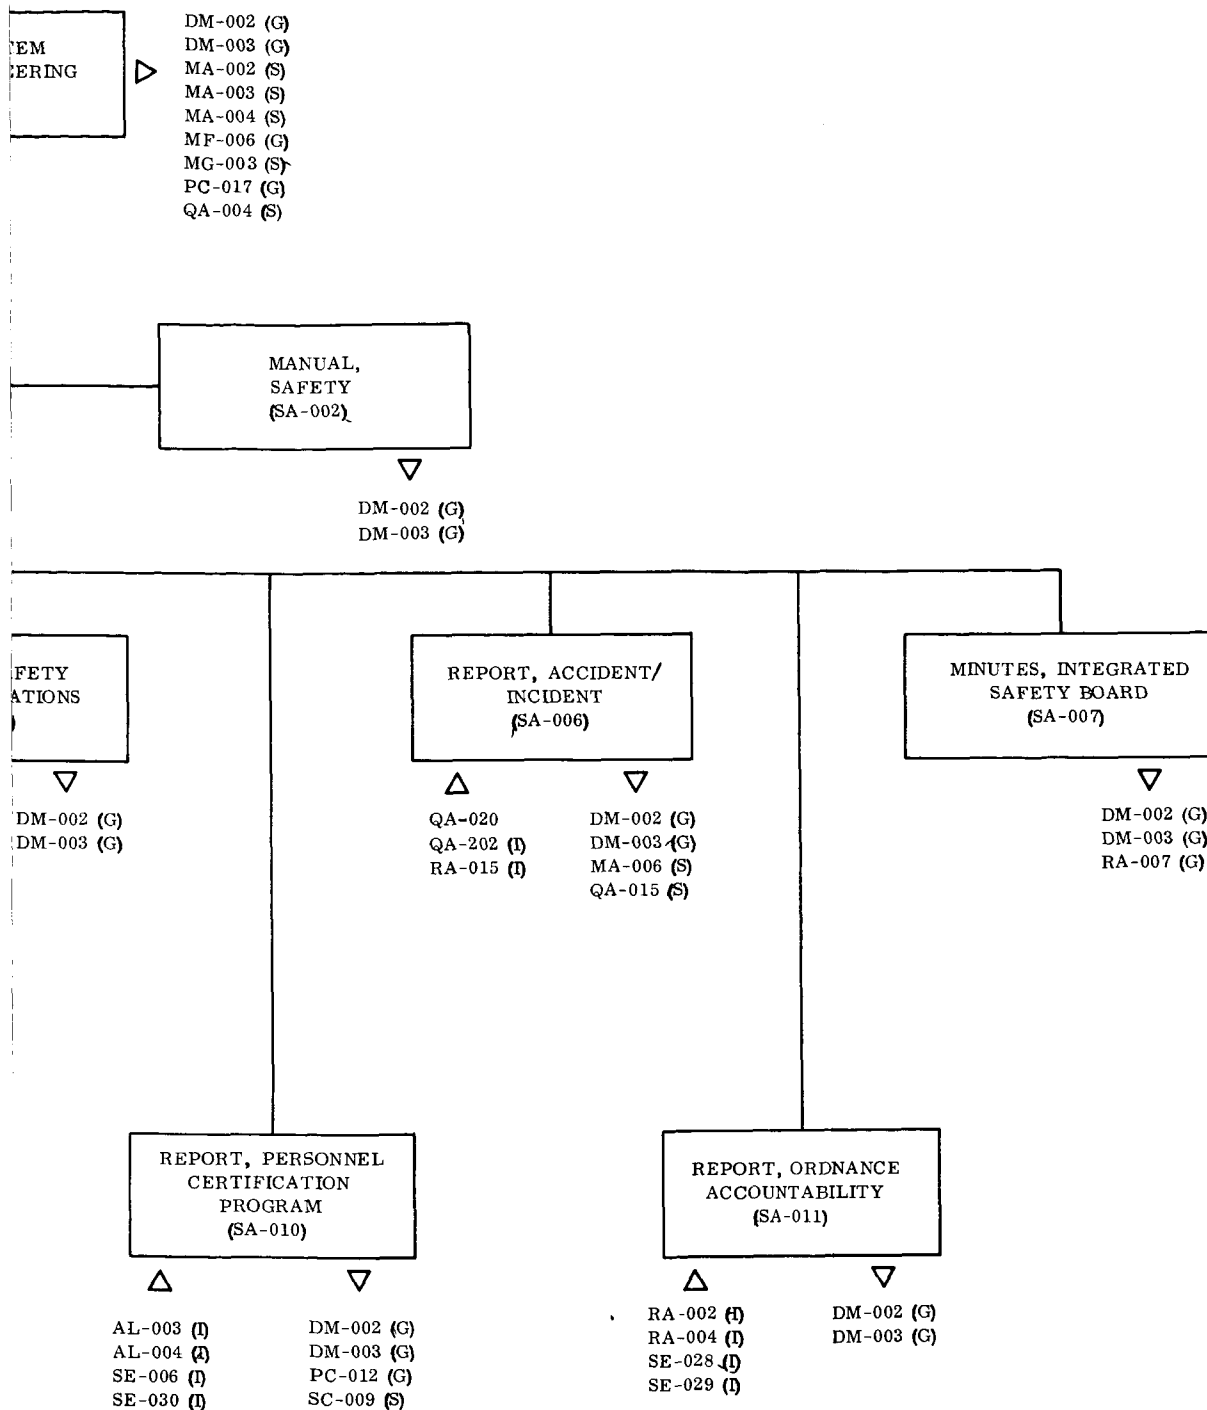 TEM
ERING
DM-002 (G)
DM-003 (G)
MA-002 (S)
MA-003 (S)
MA-004 (S)
MF-006 (G)
MG-003 (S)
PC-017 (G)
QA-004 (S)
MANUAL,
SAFETY
(SA-002)
DM-002 (G)
DM-003 (G)
FETY
ATIONS
)
DM-002 (G)
DM-003 (G)
REPORT, ACCIDENT/
INCIDENT
(SA-006)
QA-020
QA-202 (I)
RA-015 (I)
DM-002 (G)
DM-003 (G)
MA-006 (S)
QA-015 (S)
MINUTES, INTEGRATED
SAFETY BOARD
(SA-007)
DM-002 (G)
DM-003 (G)
RA-007 (G)
REPORT, PERSONNEL
CERTIFICATION
PROGRAM
(SA-010)
AL-003 (I)
AL-004 (I)
SE-006 (I)
SE-030 (I)
DM-002 (G)
DM-003 (G)
PC-012 (G)
SC-009 (S)
REPORT, ORDNANCE
ACCOUNTABILITY
(SA-011)
RA-002 (I)
RA-004 (I)
SE-028 (I)
SE-029 (I)
DM-002 (G)
DM-003 (G)